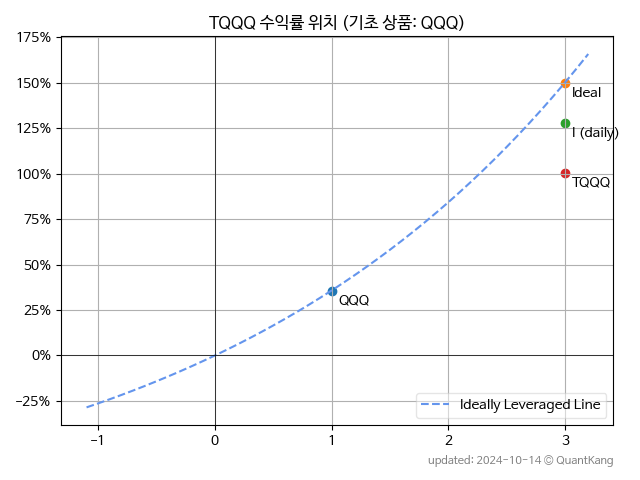 TQQQ 수익률 위치 (기초 상품: QQQ)
175%
150%
125%
100%
75%
50%
25%
0%
−25%
Ideal
I (daily)
TQQQ
QQQ
Ideally Leveraged Line
−1 0 1 2 3
updated: 2024-10-14 © QuantKang